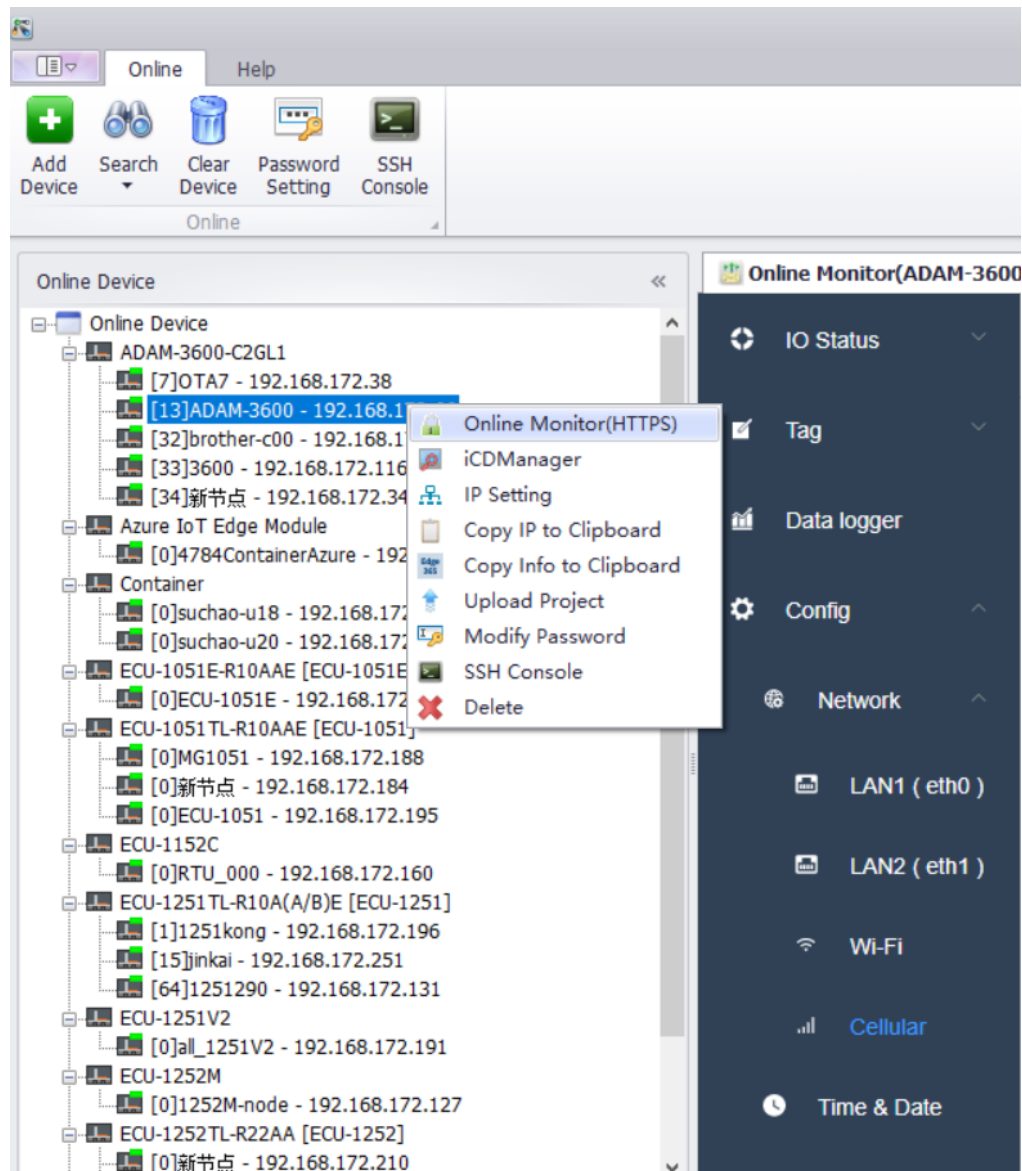 Online Help
Add Device
Search
Clear Device
Password Setting
SSH Console
Online
Online Device
Online Device
ADAM-3600-C2GL1
[7]OTA7 - 192.168.172.38
[13]ADAM-3600 - 192.168.1
[32]brother-c00 - 192.168.1
[33]3600 - 192.168.172.116
[34]新节点 - 192.168.172.34
Azure IoT Edge Module
[0]4784ContainerAzure - 192
Container
[0]suchao-u18 - 192.168.172
[0]suchao-u20 - 192.168.172
ECU-1051E-R10AAE [ECU-1051E
[0]ECU-1051E - 192.168.172
ECU-1051TL-R10AAE [ECU-1051]
[0]MG1051 - 192.168.172.188
[0]新节点 - 192.168.172.184
[0]ECU-1051 - 192.168.172.195
ECU-1152C
[0]RTU_000 - 192.168.172.160
ECU-1251TL-R10A(A/B)E [ECU-1251]
[1]1251kong - 192.168.172.196
[15]jinkai - 192.168.172.251
[64]1251290 - 192.168.172.131
ECU-1251V2
[0]all_1251V2 - 192.168.172.191
ECU-1252M
[0]1252M-node - 192.168.172.127
ECU-1252TL-R22AA [ECU-1252]
[0]新节点 - 192.168.172.210
Online Monitor(HTTPS)
iCDManager
IP Setting
Copy IP to Clipboard
Edge 365
Copy Info to Clipboard
Upload Project
Modify Password
SSH Console
Delete
Online Monitor(ADAM-3600
IO Status
Tag
Data logger
Config
Network
LAN1 ( eth0 )
LAN2 ( eth1 )
Wi-Fi
Cellular
Time & Date